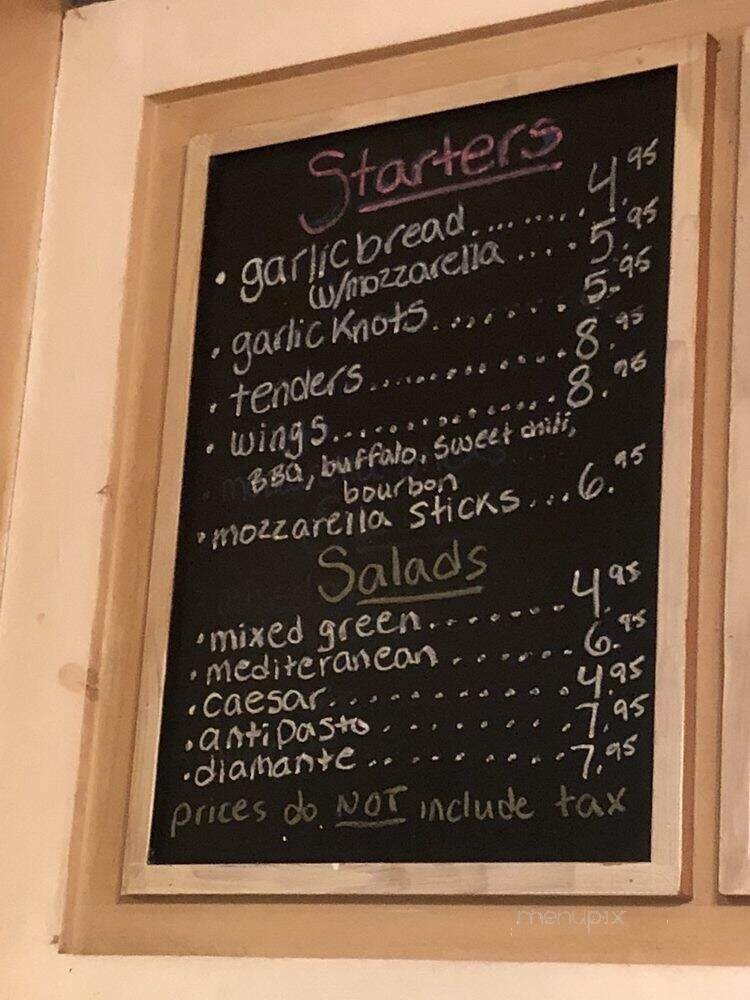 Starters
• garlic bread......... 4.95
w/mozzarella .... 5.95
• garlic Knots........ 5.95
• tenders............. 8.95
• wings.............. 8.95
BBQ, buffalo, sweet chili,
bourbon
• mozzarella sticks...6.95
Salads
• mixed green....... 4.95
• mediteranean ...... 6.95
• caesar............ 4.95
• antipasto ........ 7.95
• diamante ........ 7.95
prices do NOT include tax
menupix